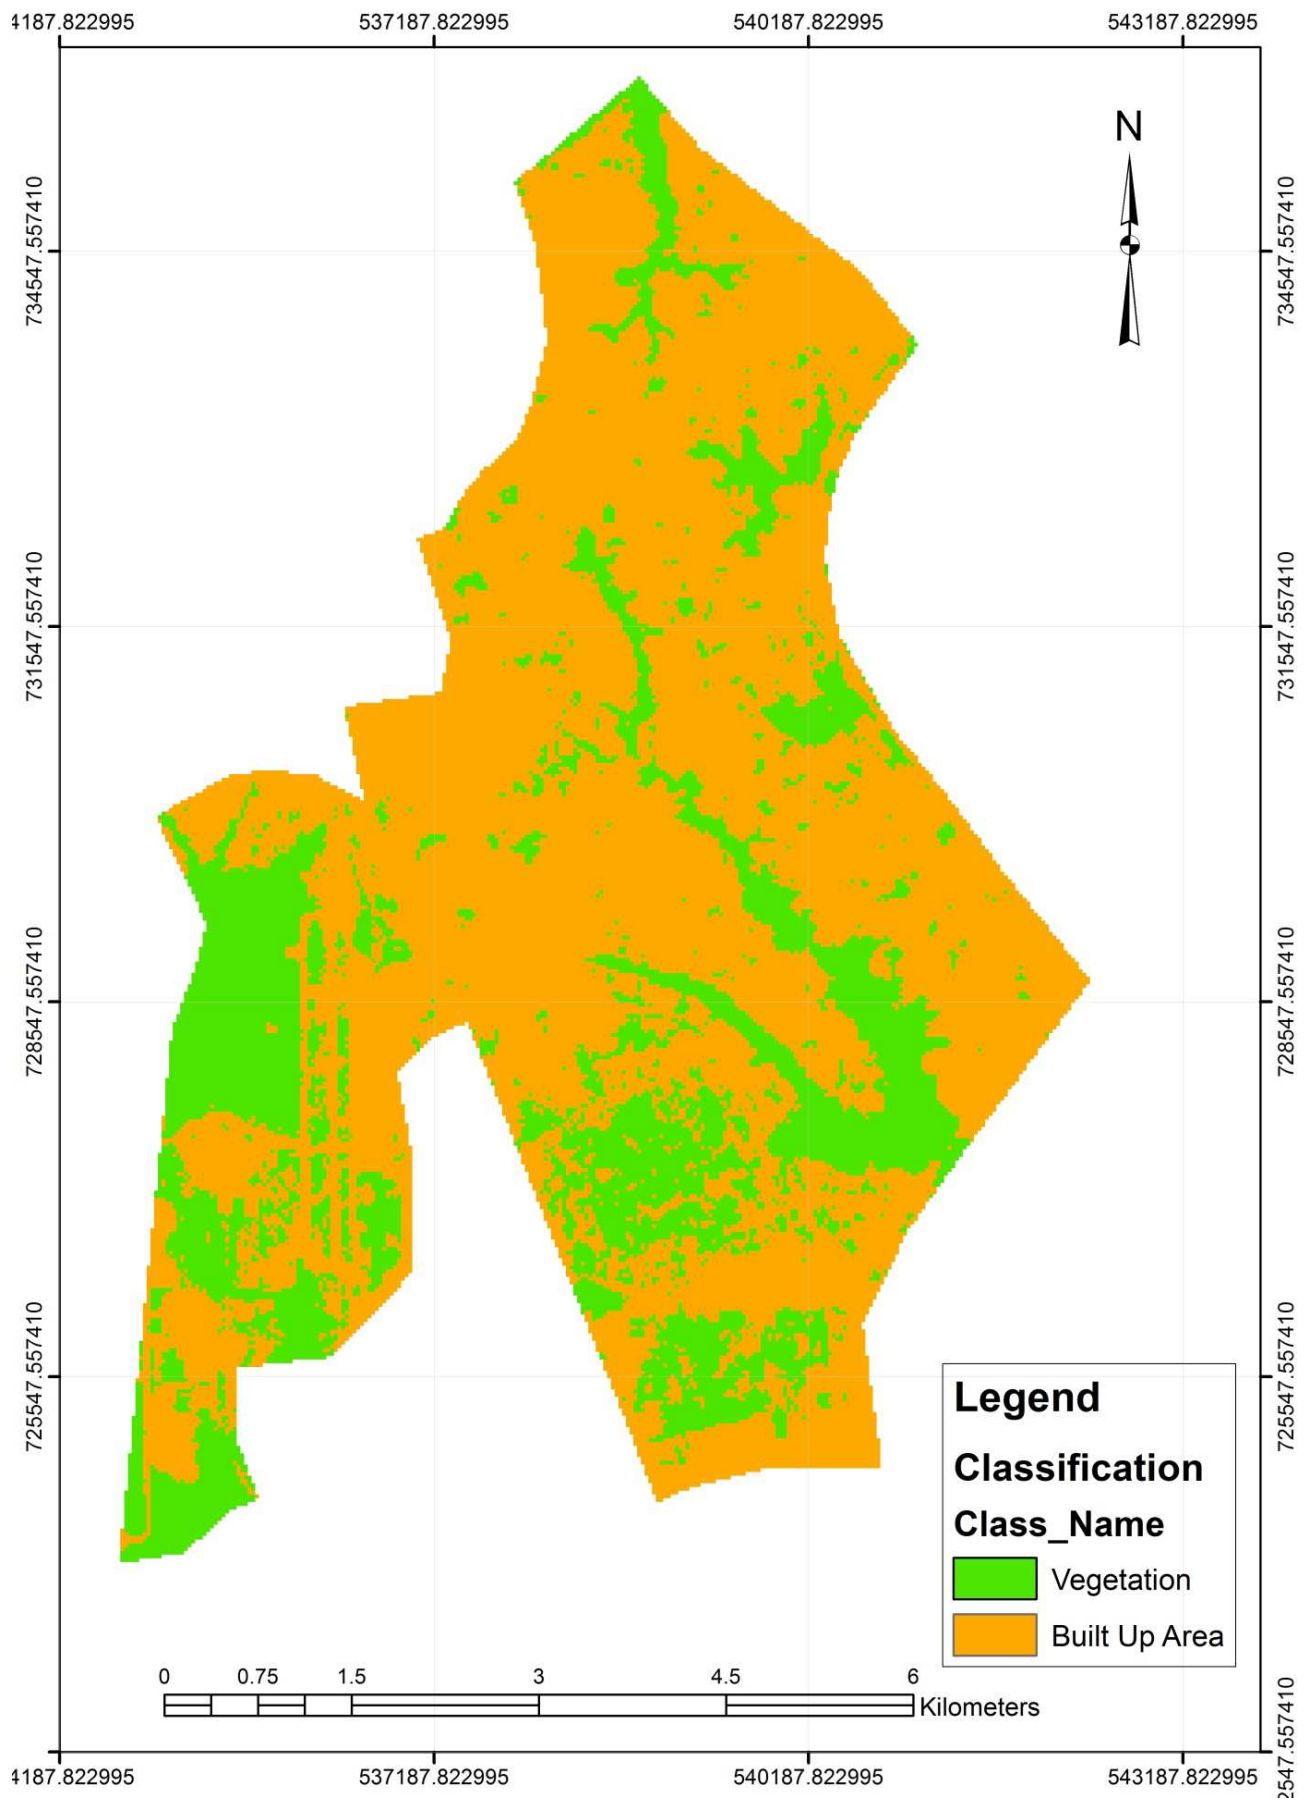 4187.822995 537187.822995 540187.822995 543187.822995
N
734547.557410 734547.557410
731547.557410 731547.557410
728547.557410 728547.557410
725547.557410 725547.557410
Legend
Classification
Class_Name
Vegetation
Built Up Area
0 0.75 1.5 3 4.5 6
Kilometers
2547.557410
4187.822995 537187.822995 540187.822995 543187.822995